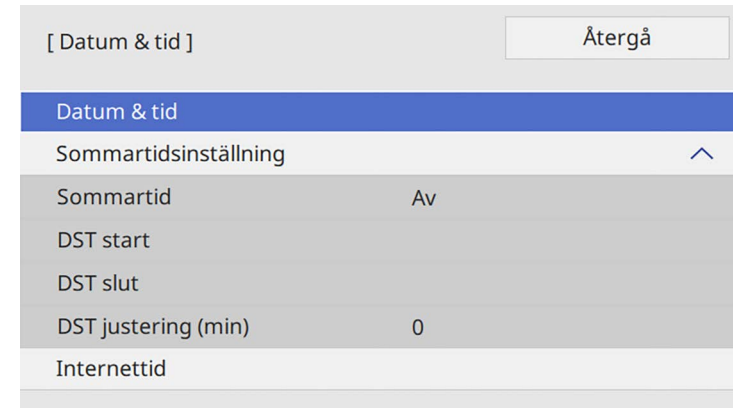 [ Datum & tid ]
Återgå
Datum & tid
Sommartidsinställning
Sommartid Av
DST start
DST slut
DST justering (min) 0
Internettid